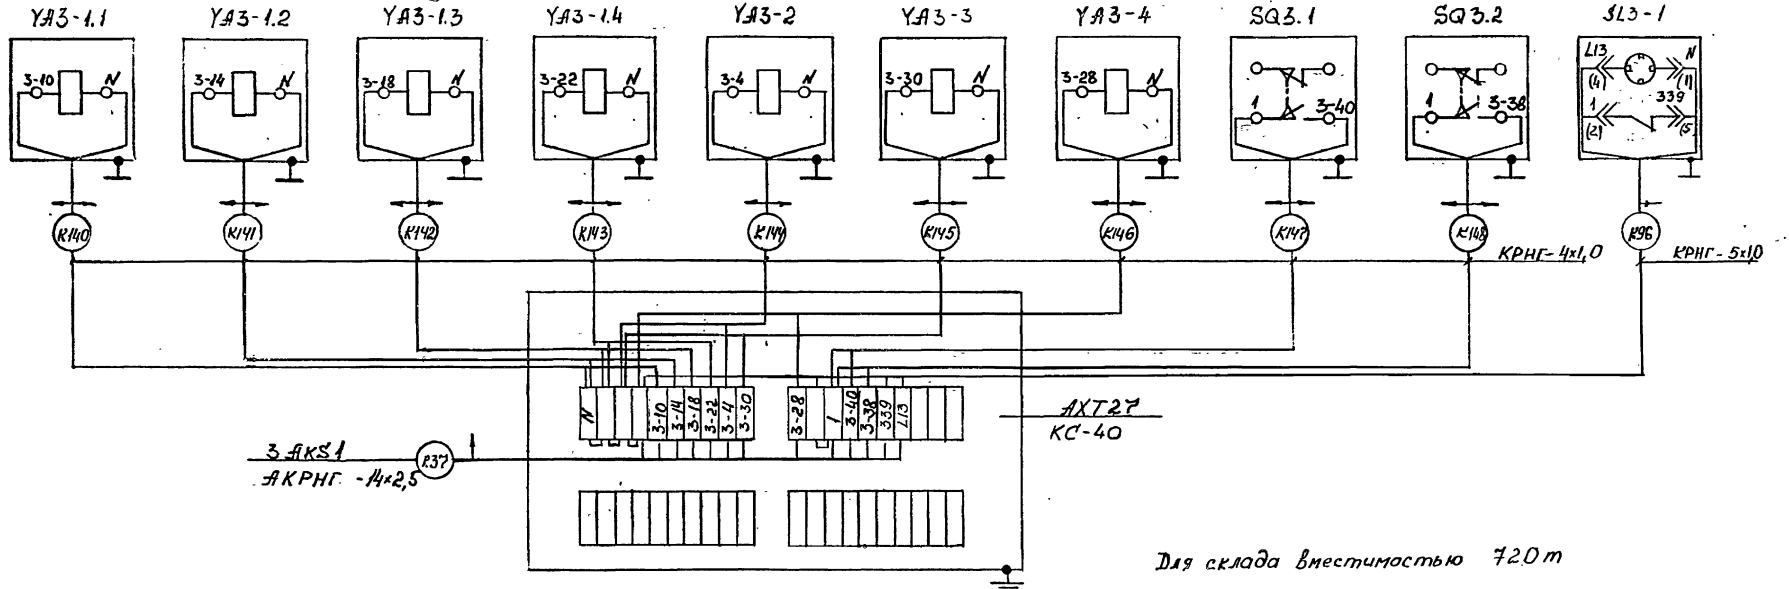 YA3-1.1 YA3-1.2 YA3-1.3 YA3-1.4 YA3-2 YA3-3 YA3-4 SQ3.1 SQ3.2 SL3-1
3-10 N 3-14 N 3-18 N 3-22 N 3-4 N 3-30 N 3-28 N
1 3-40
1 3-38
L13 N
(4) (1)
1 339
(2) (5)
K140 K141 K142 K143 K144 K145 K146 K147 K148 K96
КРНГ-4х1,0 КРНГ-5х1,0
N 3-10 3-14 3-18 3-22 3-4 3-30 3-28 1 3-40 3-38 339 L13
АХТ27
КС-40
3 AKS1
K37
АКРНГ -14х2,5
Для склада вместимостью 720т